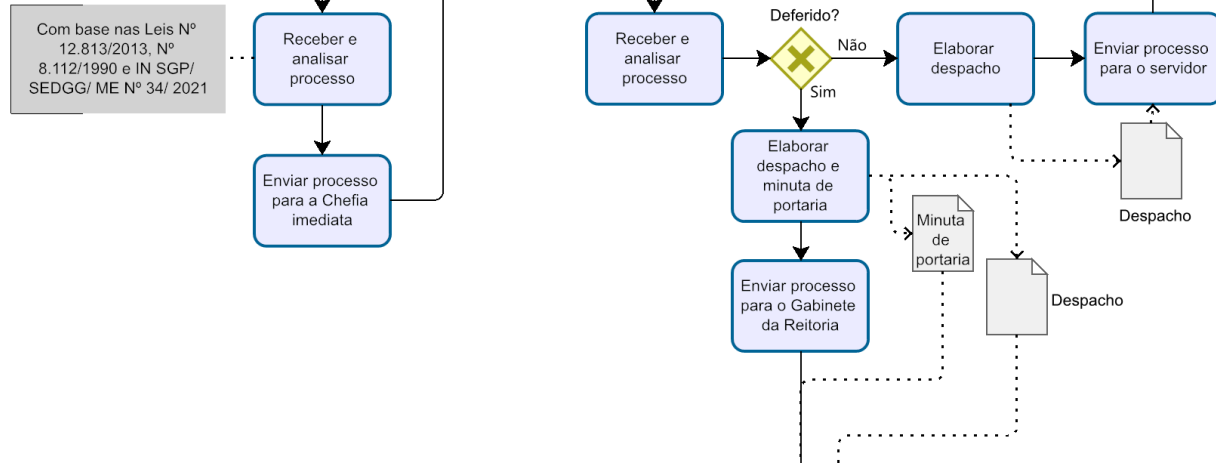 Com base nas Leis Nº
12.813/2013, Nº
8.112/1990 e IN SGP/
SEDGG/ ME Nº 34/ 2021
Receber e
analisar
processo
Enviar processo
para a Chefia
imediata
Receber e
analisar
processo
Deferido?
Não
Sim
Elaborar
despacho
Enviar processo
para o servidor
Despacho
Elaborar
despacho e
minuta de
portaria
Minuta
de
portaria
Despacho
Enviar processo
para o Gabinete
da Reitoria